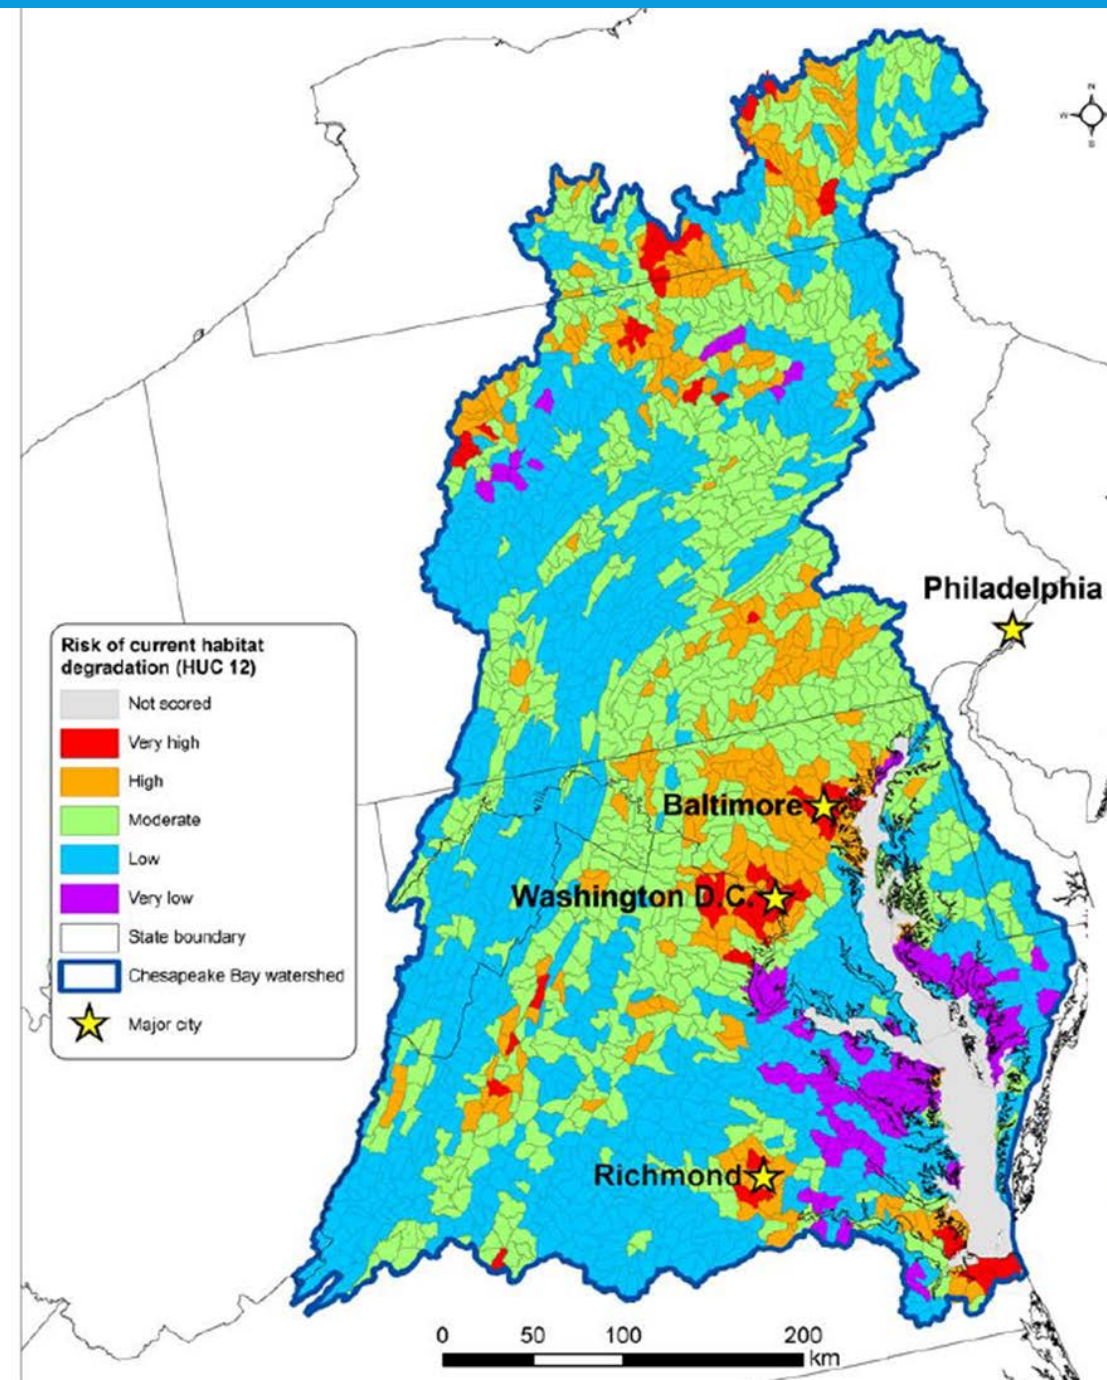 N
W
S
Philadelphia
Risk of current habitat
degradation (HUC 12)
Not scored
Very high
High
Moderate
Low
Very low
State boundary
Chesapeake Bay watershed
Major city
Baltimore
Washington D.C.
Richmond
0 50 100 200
km